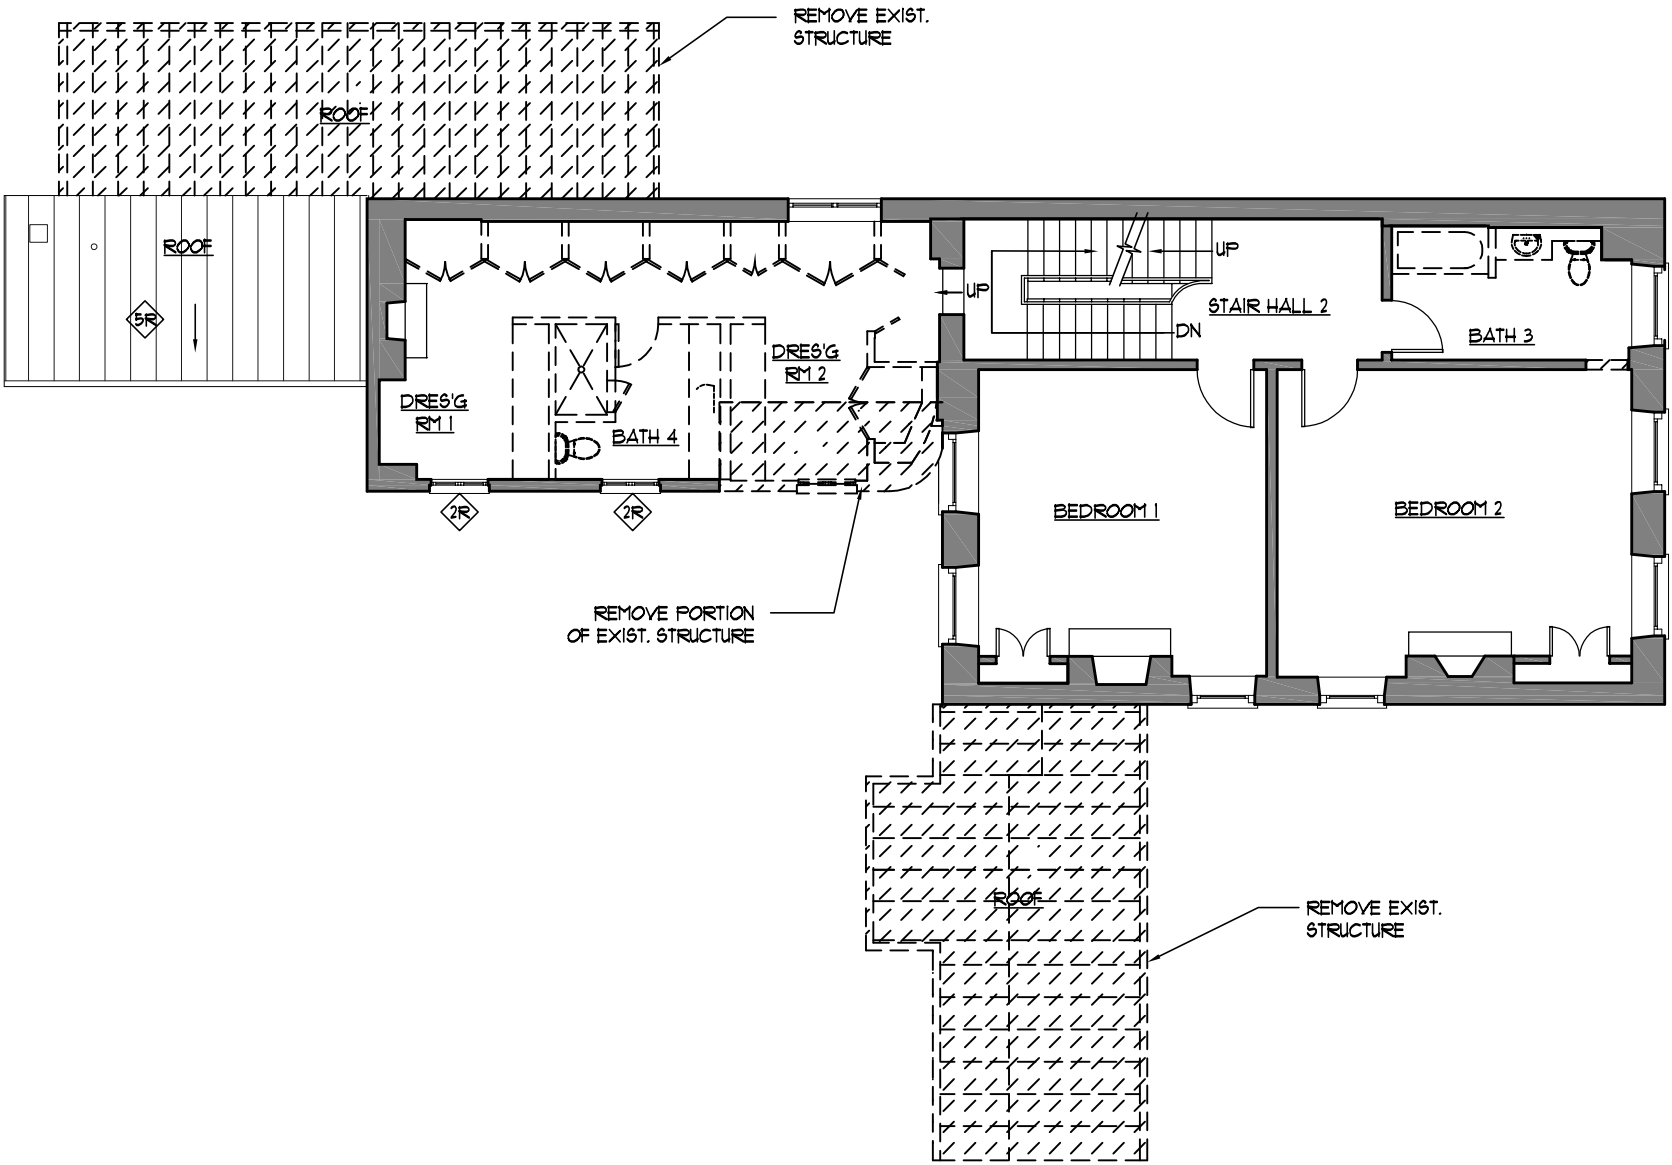 REMOVE EXIST.
STRUCTURE
ROOF
ROOF
5R
UP
UP
STAIR HALL 2
DN
BATH 3
DRES'G
RM 2
DRES'G
RM 1
BATH 4
2R
2R
BEDROOM 1
BEDROOM 2
REMOVE PORTION
OF EXIST. STRUCTURE
ROOF
REMOVE EXIST.
STRUCTURE